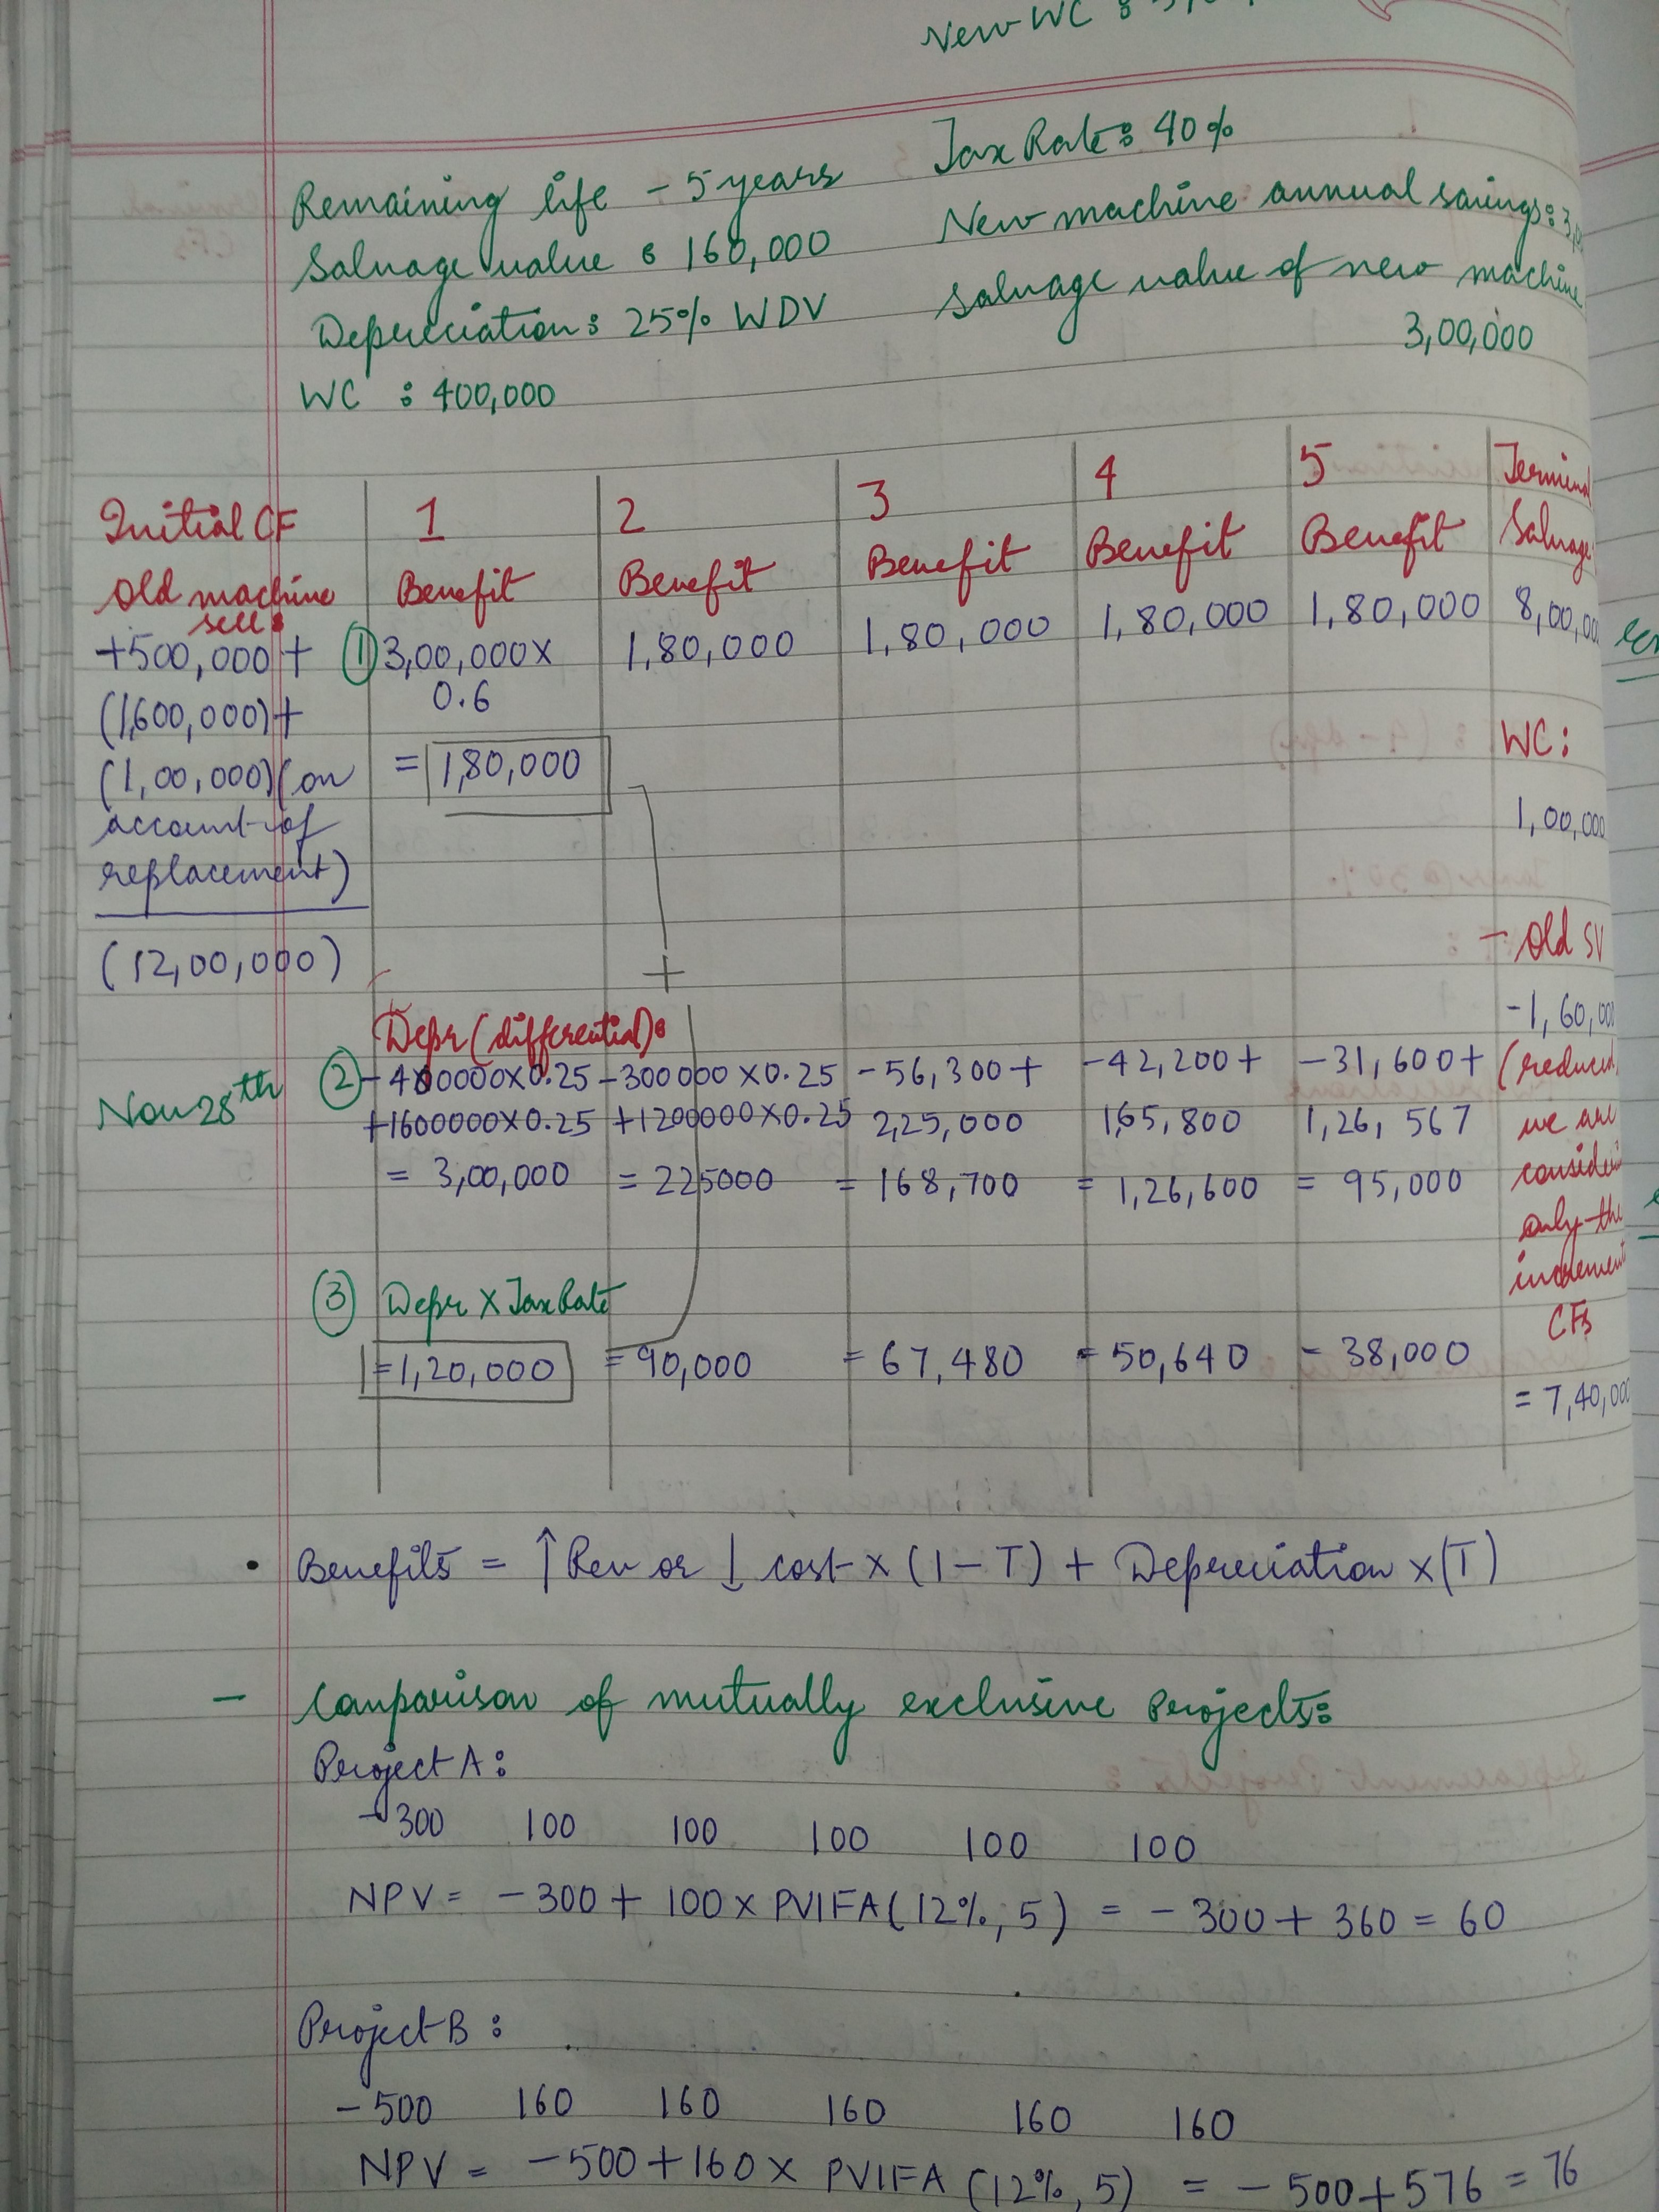 New WC :
Remaining life - 5 years Tax Rate: 40%
Salvage value : 160,000 New machine annual savings: 3,
Depreciation: 25% WDV Salvage value of new machine
3,00,000
WC : 400,000
Initial CF 1 2 3 4 5 Terminal
Old machine sell: Benefit Benefit Benefit Benefit Benefit Salvage
+500,000 + ① 3,00,000 x 1,80,000 1,80,000 1,80,000 1,80,000 8,00,00
(1,600,000) + 0.6 WC:
(1,00,000) (on = 1,80,000 1,00,000
account of
replacement) - Old SV
(12,00,000) + -1,60,000
Depr (differential): (reduced
Nov 28th ② -400000x0.25 -300000x0.25 -56,300+ -42,200+ -31,600+ we are
+1600000x0.25 +1200000x0.25 2,25,000 165,800 1,26,567 consideri
= 3,00,000 = 225000 = 168,700 = 1,26,600 = 95,000 only the
increment
③ Depr x Tax Rate CFs
= 1,20,000 = 90,000 = 67,480 = 50,640 = 38,000 = 7,40,000
• Benefits = ↑ Rev or ↓ cost x (1-T) + Depreciation x (T)
- Comparison of mutually exclusive projects:
Project A:
-300 100 100 100 100 100
NPV = -300 + 100 x PVIFA (12%, 5) = -300 + 360 = 60
Project B :
-500 160 160 160 160 160
NPV = -500 + 160 x PVIFA (12%, 5) = -500 + 576 = 76